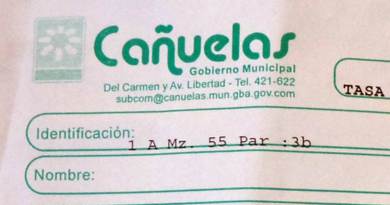 Cañuelas
Gobierno Municipal
Del Carmen y Av. Libertad - Tel. 421-622
subcom@canuelas.mun.gba.gov.com
TASA
Identificación:
1 A Mz. 55 Par :3b
Nombre: